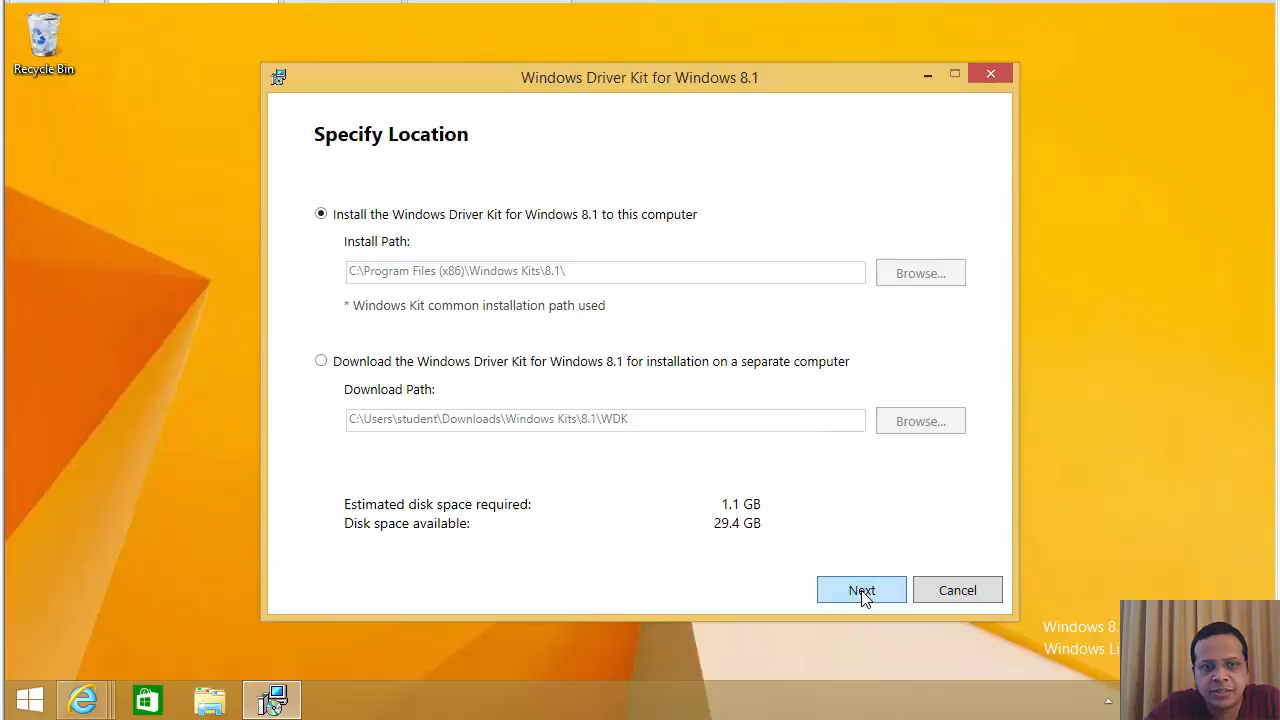 Recycle Bin
Windows Driver Kit for Windows 8.1
Specify Location
Install the Windows Driver Kit for Windows 8.1 to this computer
Install Path:
C:\Program Files (x86)\Windows Kits\8.1\
Browse...
* Windows Kit common installation path used
Download the Windows Driver Kit for Windows 8.1 for installation on a separate computer
Download Path:
C:\Users\student\Downloads\Windows Kits\8.1\WDK
Browse...
Estimated disk space required: 1.1 GB
Disk space available: 29.4 GB
Next
Cancel
Windows 8.
Windows Li